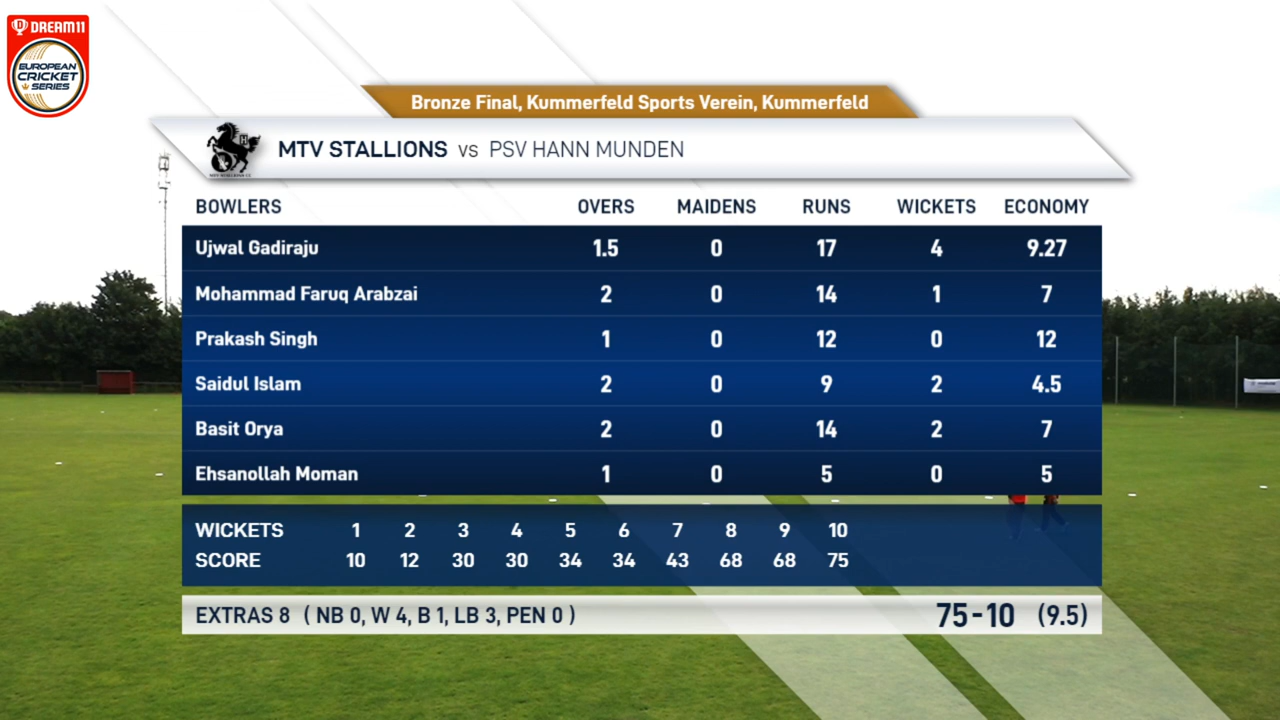 DREAM11
EUROPEAN
CRICKET
SERIES
Bronze Final, Kummerfeld Sports Verein, Kummerfeld
MTV STALLIONS vs PSV HANN MUNDEN
MTV STALLIONS
BOWLERS OVERS MAIDENS RUNS WICKETS ECONOMY
Ujwal Gadiraju 1.5 0 17 4 9.27
Mohammad Faruq Arabzai 2 0 14 1 7
Prakash Singh 1 0 12 0 12
Saidul Islam 2 0 9 2 4.5
Basit Orya 2 0 14 2 7
Ehsanollah Moman 1 0 5 0 5
WICKETS 1 2 3 4 5 6 7 8 9 10
SCORE 10 12 30 30 34 34 43 68 68 75
EXTRAS 8 ( NB 0, W 4, B 1, LB 3, PEN 0 ) 75-10 (9.5)